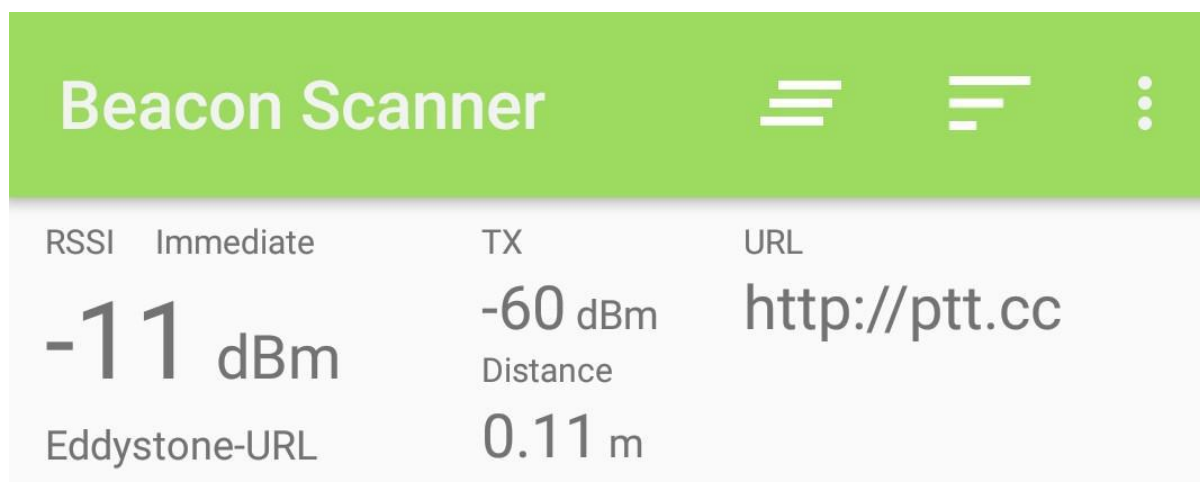 Beacon Scanner
RSSI Immediate
-11 dBm
Eddystone-URL
TX
-60 dBm
Distance
0.11 m
URL
http://ptt.cc